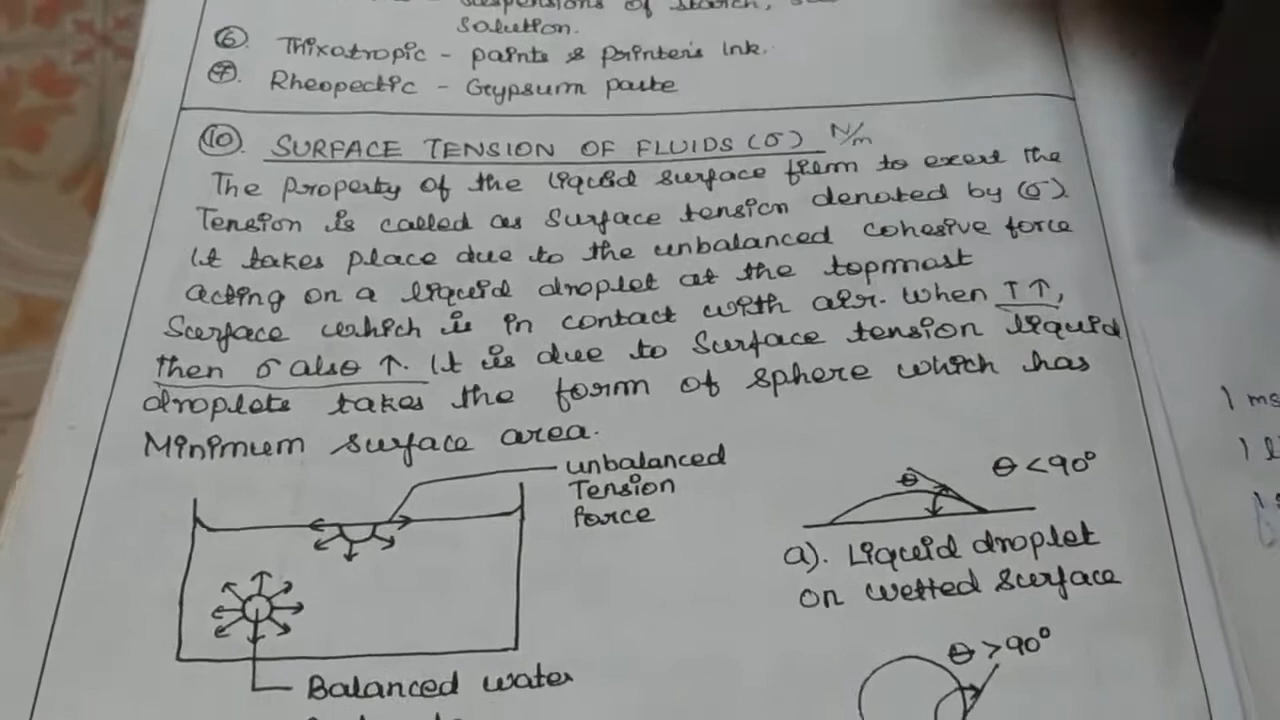 suspensions of starch,
solution.
⑥. Thixotropic - paints & printer's Ink.
⑦. Rheopectic - Gypsum paste
⑩. SURFACE TENSION OF FLUIDS (σ) N/m
The property of the liquid surface film to exert the
Tension is called as surface tension denoted by (σ).
It takes place due to the unbalanced cohesive force
acting on a liquid droplet at the topmost
Surface which is in contact with air. When T↑,
then σ also ↑. It is due to surface tension liquid
droplets takes the form of sphere which has
Minimum surface area.
unbalanced
Tension
force
θ
θ < 90°
a). Liquid droplet
on wetted surface
Balanced water
θ > 90°